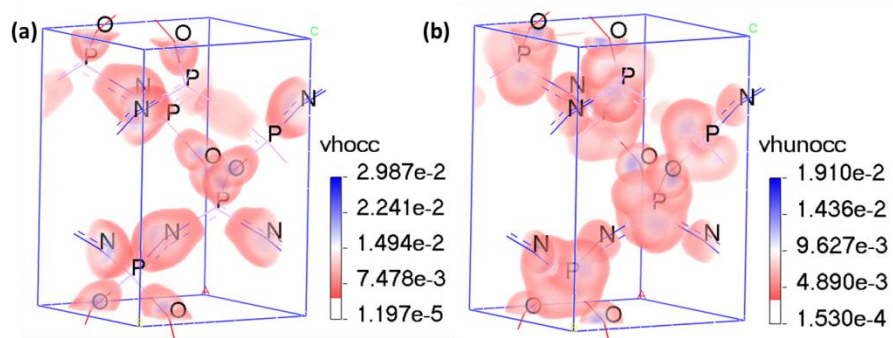 (a)
O
O
C
P
P
N
N
N
P
P
O
O
P
N
N
N
P
O
O
A
vhocc
2.987e-2
2.241e-2
1.494e-2
7.478e-3
1.197e-5
(b)
C
P
P
N
N
N
P
O
O
P
N
N
N
P
O
O
A
vhunocc
1.910e-2
1.436e-2
9.627e-3
4.890e-3
1.530e-4